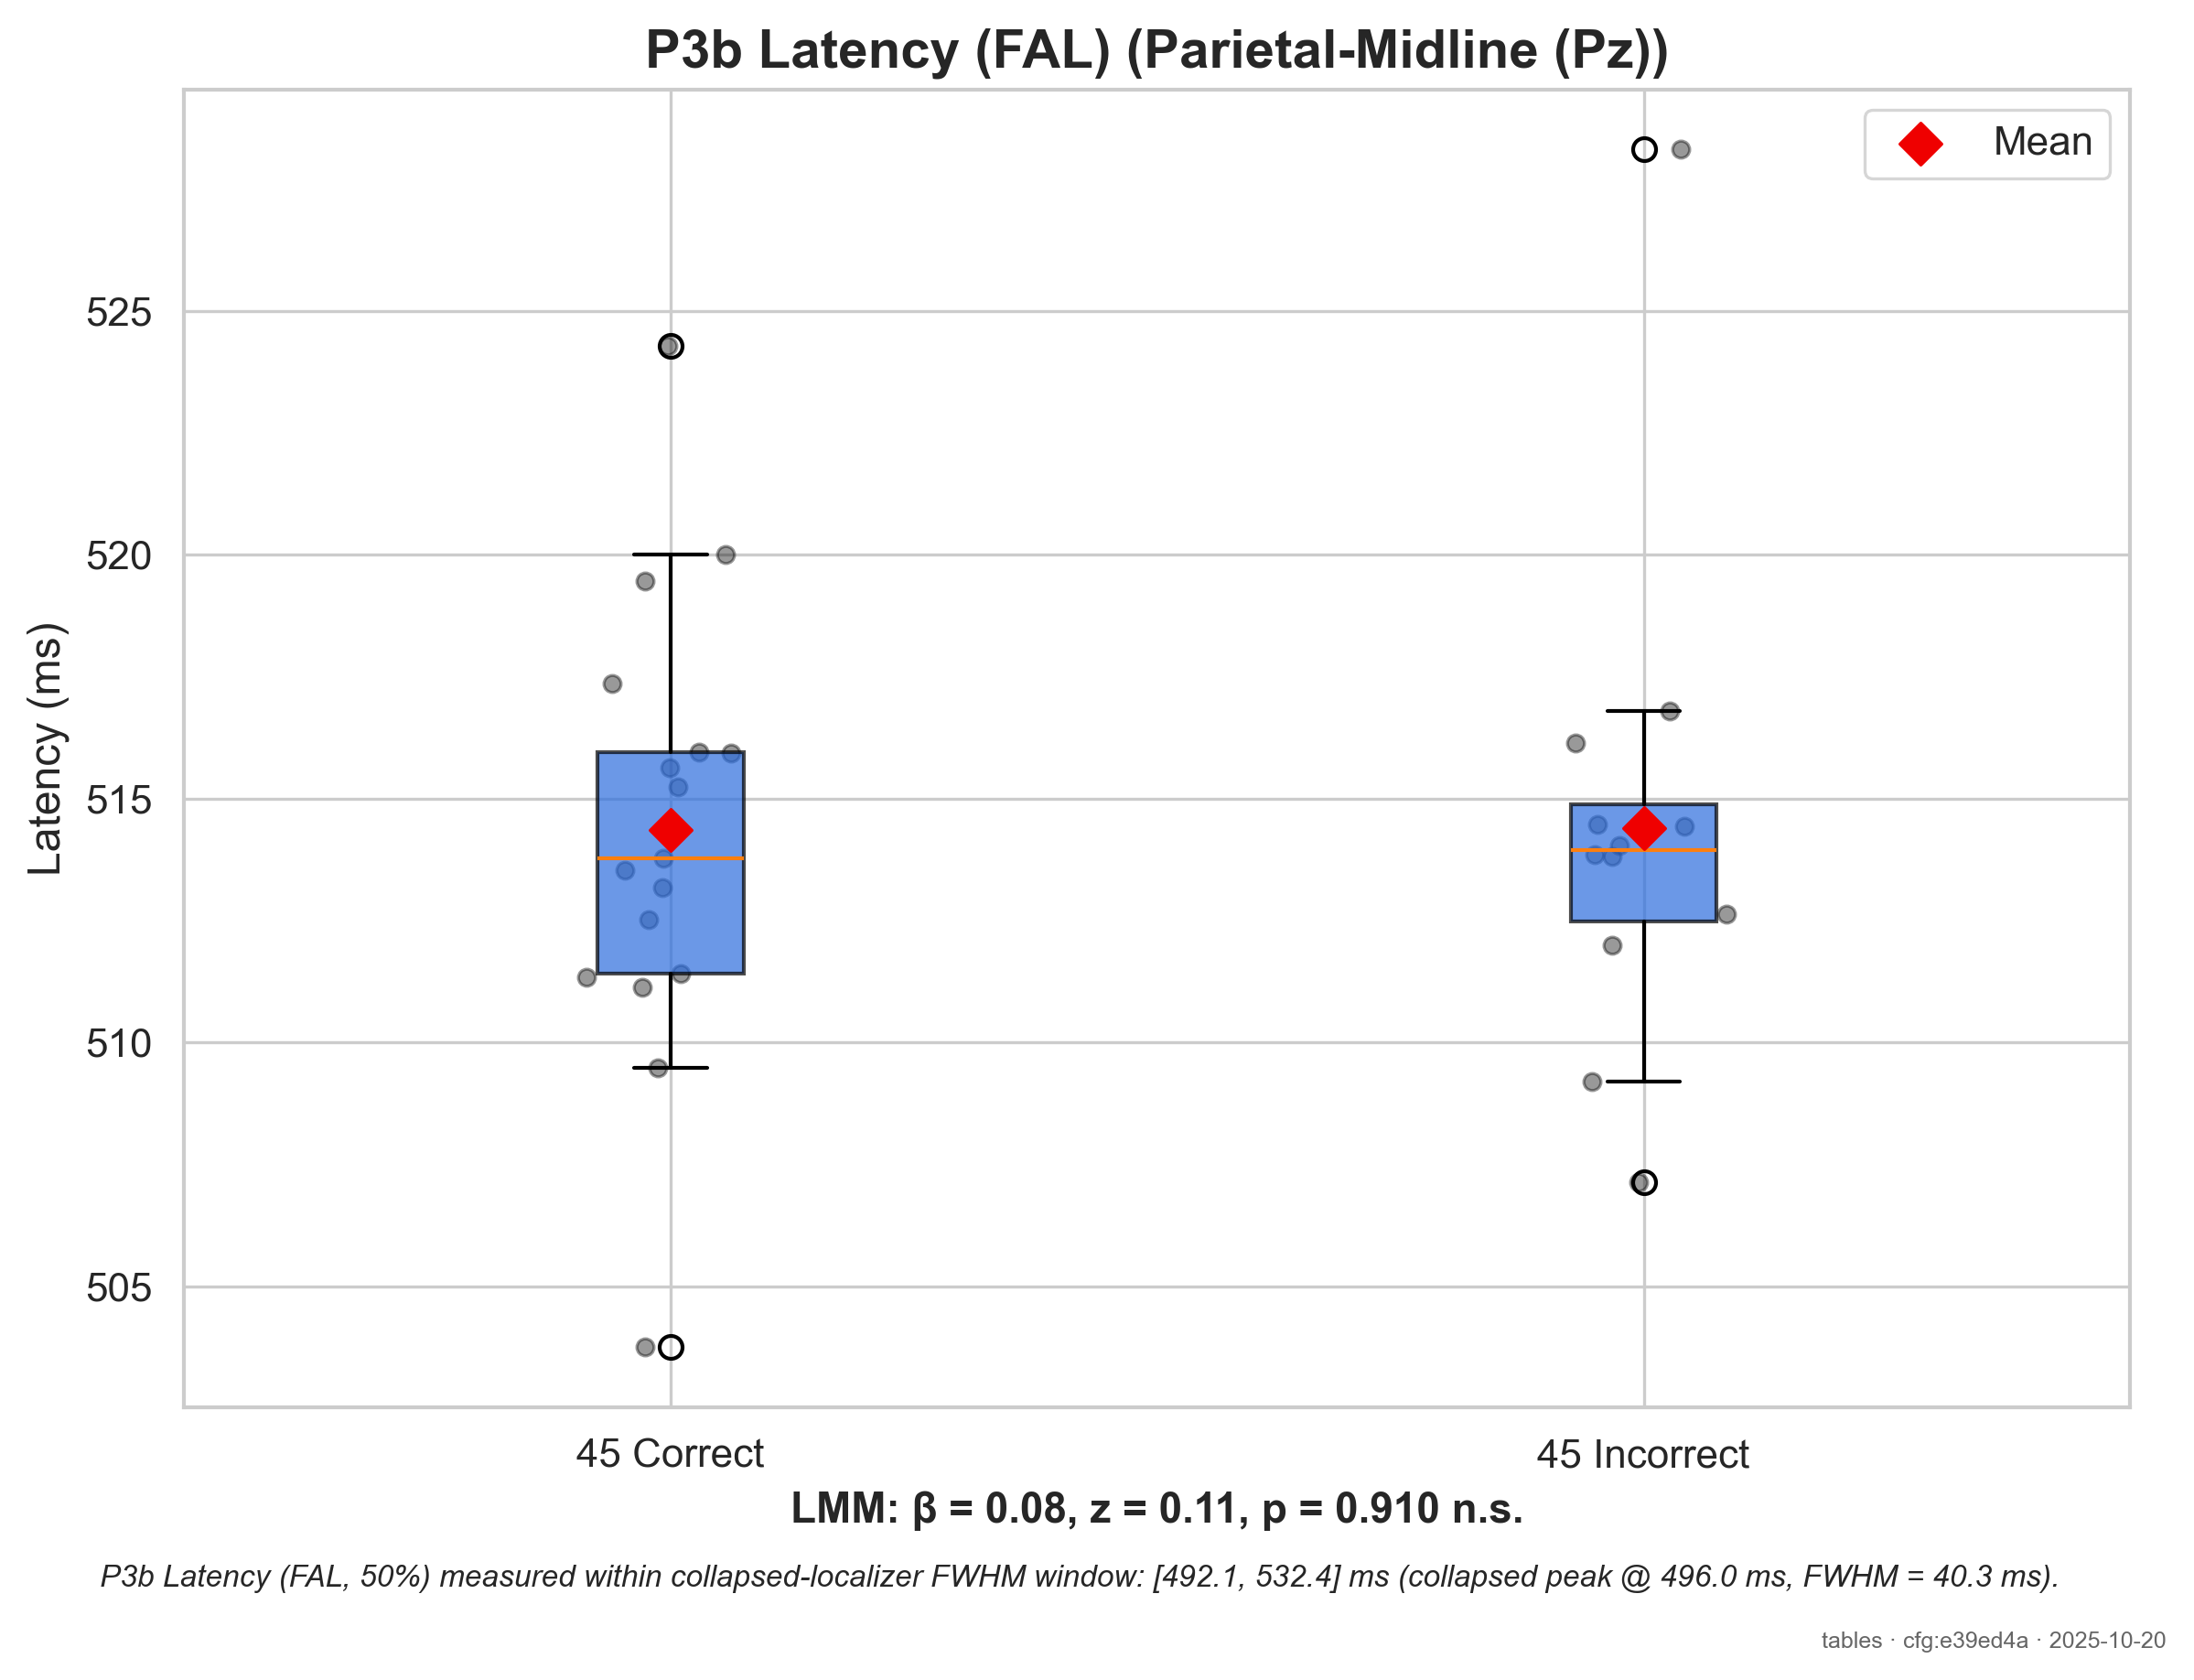 P3b Latency (FAL) (Parietal-Midline (Pz))
Mean
Latency (ms)
525
520
515
510
505
45 Correct
45 Incorrect
LMM: β = 0.08, z = 0.11, p = 0.910 n.s.
P3b Latency (FAL, 50%) measured within collapsed-localizer FWHM window: [492.1, 532.4] ms (collapsed peak @ 496.0 ms, FWHM = 40.3 ms).
tables · cfg:e39ed4a · 2025-10-20